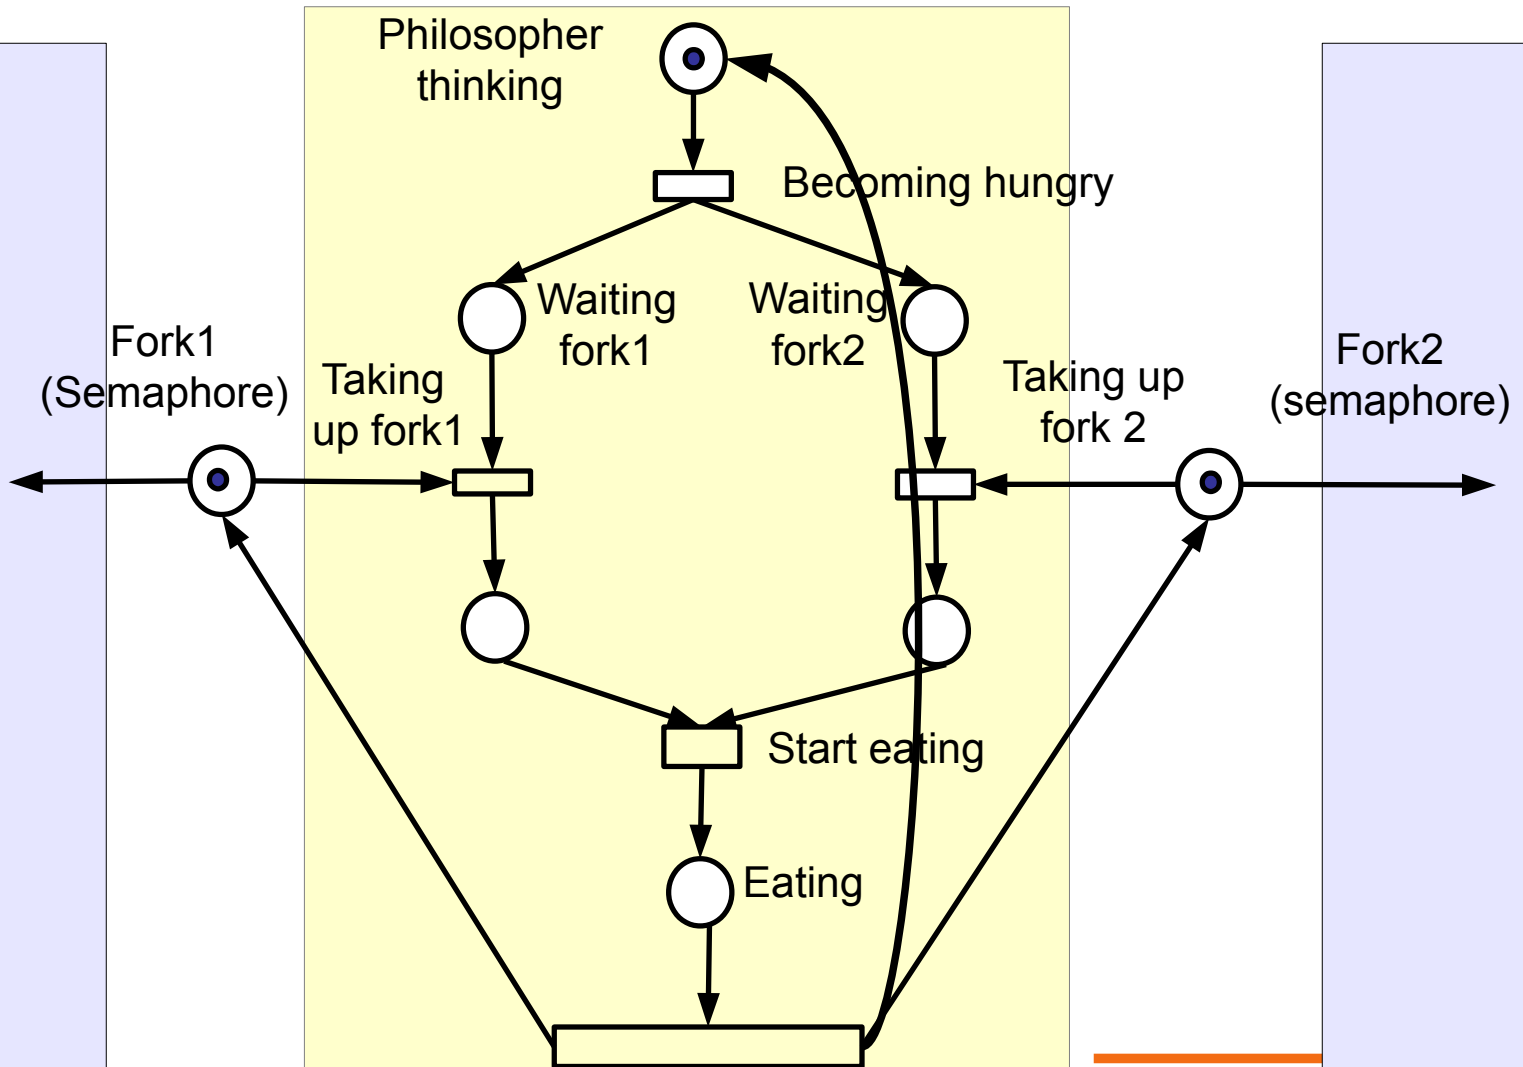 Philosopher
thinking
Becoming hungry
Waiting
fork1
Waiting
fork2
Fork1
(Semaphore)
Taking
up fork1
Taking up
fork 2
Fork2
(semaphore)
Start eating
Eating